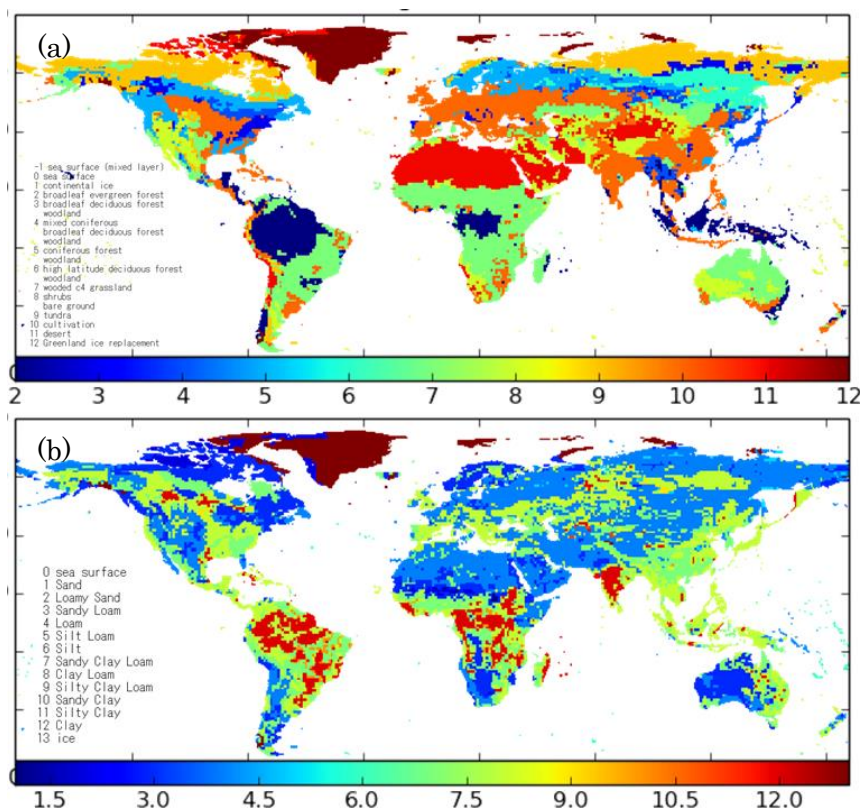 (a)
-1 sea surface (mixed layer)
0 sea surface
1 continental ice
2 broadleaf evergreen forest
3 broadleaf deciduous forest
woodland
4 mixed coniferous
broadleaf deciduous forest
woodland
5 coniferous forest
woodland
6 high latitude deciduous forest
woodland
7 wooded c4 grassland
8 shrubs
bare ground
9 tundra
10 cultivation
11 desert
12 Greenland ice replacement
2 3 4 5 6 7 8 9 10 11 12
(b)
0 sea surface
1 Sand
2 Loamy Sand
3 Sandy Loam
4 Loam
5 Silt Loam
6 Silt
7 Sandy Clay Loam
8 Clay Loam
9 Silty Clay Loam
10 Sandy Clay
11 Silty Clay
12 Clay
13 ice
1.5 3.0 4.5 6.0 7.5 9.0 10.5 12.0